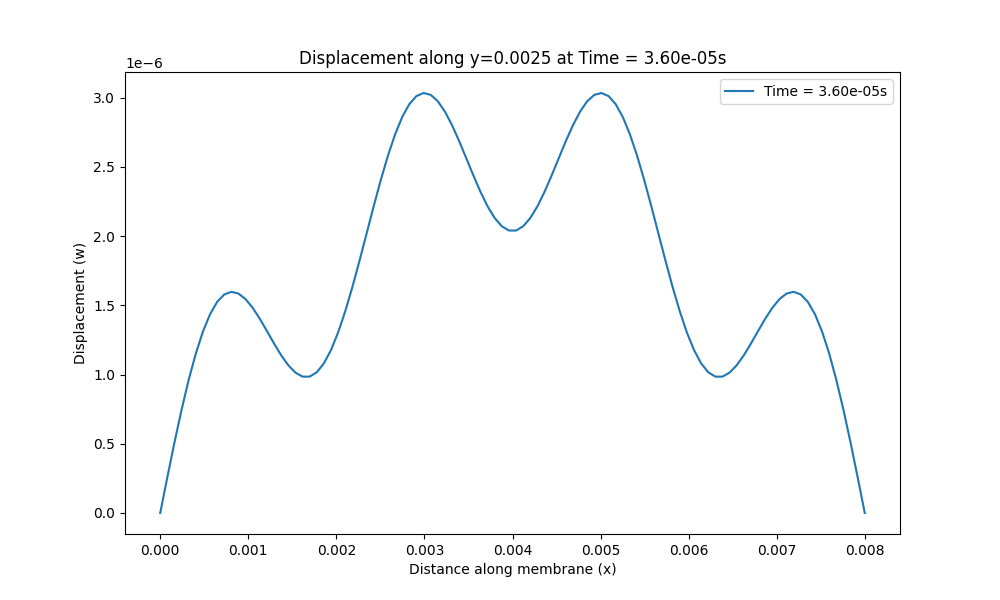 Displacement along y=0.0025 at Time = 3.60e-05s
1e−6
Time = 3.60e-05s
3.0
2.5
2.0
1.5
1.0
0.5
0.0
Displacement (w)
0.000 0.001 0.002 0.003 0.004 0.005 0.006 0.007 0.008
Distance along membrane (x)